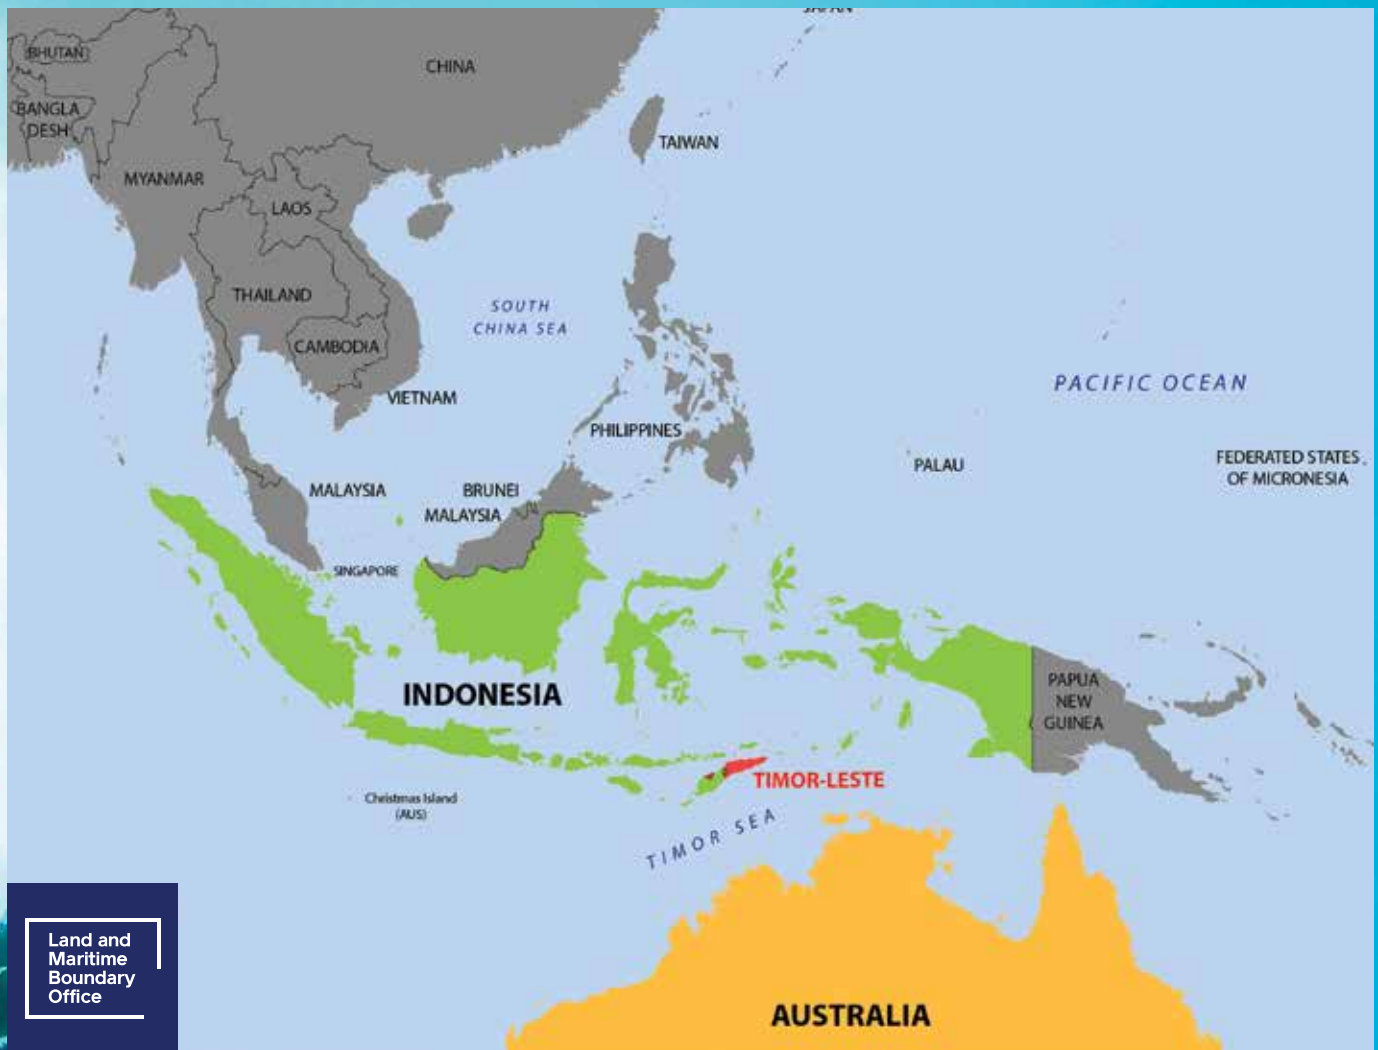 JAPAN
BHUTAN
CHINA
BANGLA
DESH
TAIWAN
MYANMAR
LAOS
THAILAND
SOUTH
CHINA SEA
CAMBODIA
PACIFIC OCEAN
VIETNAM
PHILIPPINES
PALAU
FEDERATED STATES
OF MICRONESIA
MALAYSIA
BRUNEI
MALAYSIA
SINGAPORE
INDONESIA
PAPUA
NEW
GUINEA
TIMOR-LESTE
Christmas Island
(AUS)
TIMOR SEA
AUSTRALIA
Land and
Maritime
Boundary
Office